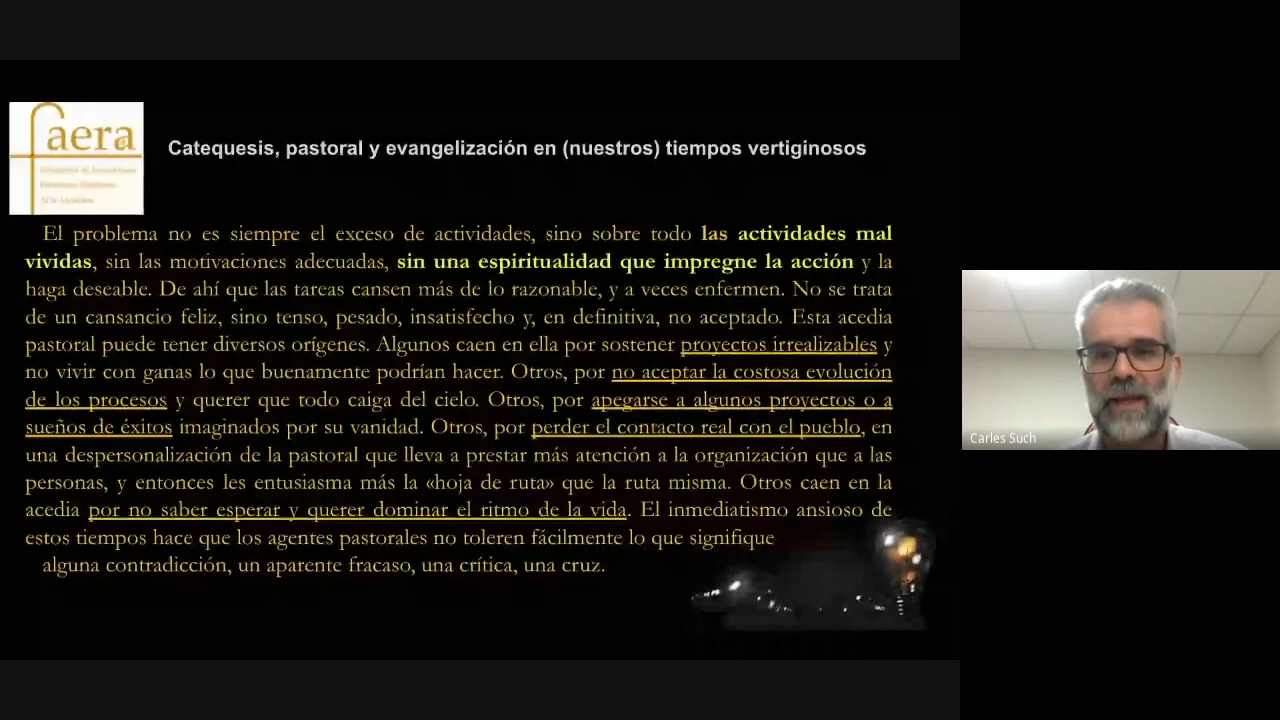 faera
Catequesis, pastoral y evangelización en (nuestros) tiempos vertiginosos
El problema no es siempre el exceso de actividades, sino sobre todo las actividades mal
vividas, sin las motivaciones adecuadas, sin una espiritualidad que impregne la acción y la
haga deseable. De ahí que las tareas cansen más de lo razonable, y a veces enfermen. No se trata
de un cansancio feliz, sino tenso, pesado, insatisfecho y, en definitiva, no aceptado. Esta acedia
pastoral puede tener diversos orígenes. Algunos caen en ella por sostener proyectos irrealizables y
no vivir con ganas lo que buenamente podrían hacer. Otros, por no aceptar la costosa evolución
de los procesos y querer que todo caiga del cielo. Otros, por apegarse a algunos proyectos o a
sueños de éxitos imaginados por su vanidad. Otros, por perder el contacto real con el pueblo, en
una despersonalización de la pastoral que lleva a prestar más atención a la organización que a las
personas, y entonces les entusiasma más la «hoja de ruta» que la ruta misma. Otros caen en la
acedia por no saber esperar y querer dominar el ritmo de la vida. El inmediatismo ansioso de
estos tiempos hace que los agentes pastorales no toleren fácilmente lo que signifique
alguna contradicción, un aparente fracaso, una crítica, una cruz.
Carles Such